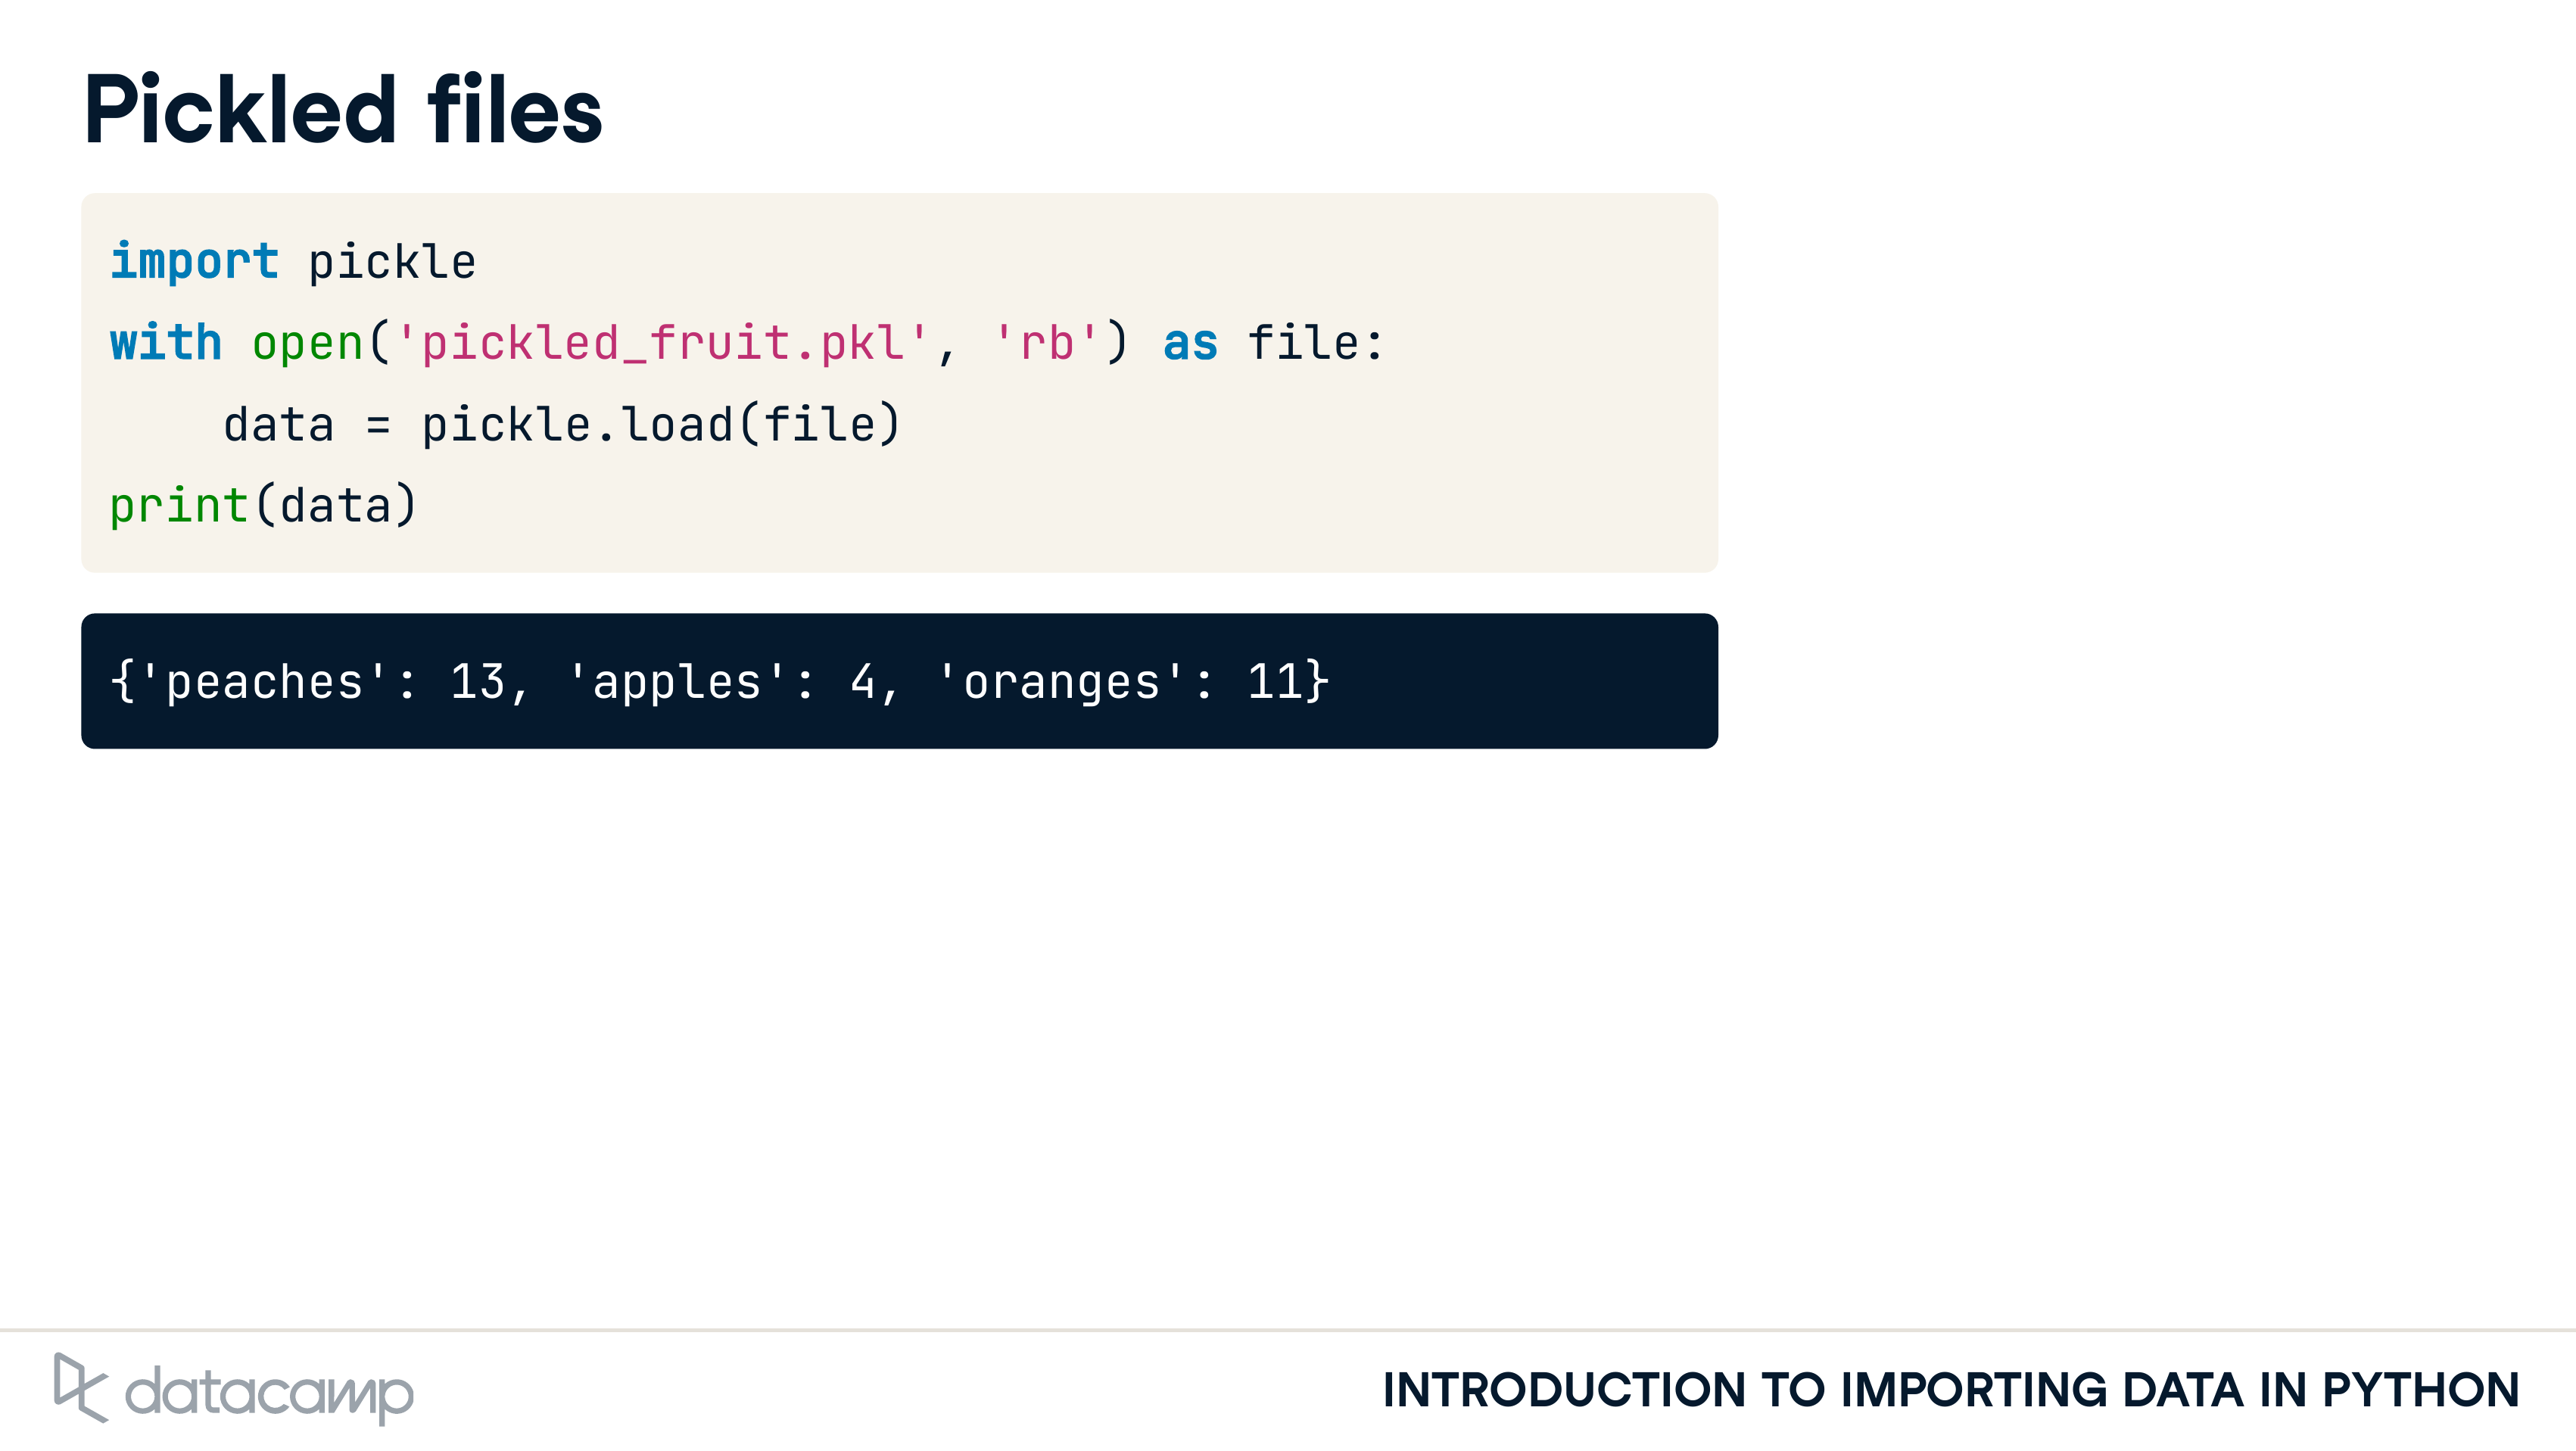 Pickled files
import pickle
with open('pickled_fruit.pkl', 'rb') as file:
    data = pickle.load(file)
print(data)
{'peaches': 13, 'apples': 4, 'oranges': 11}
datacamp
INTRODUCTION TO IMPORTING DATA IN PYTHON